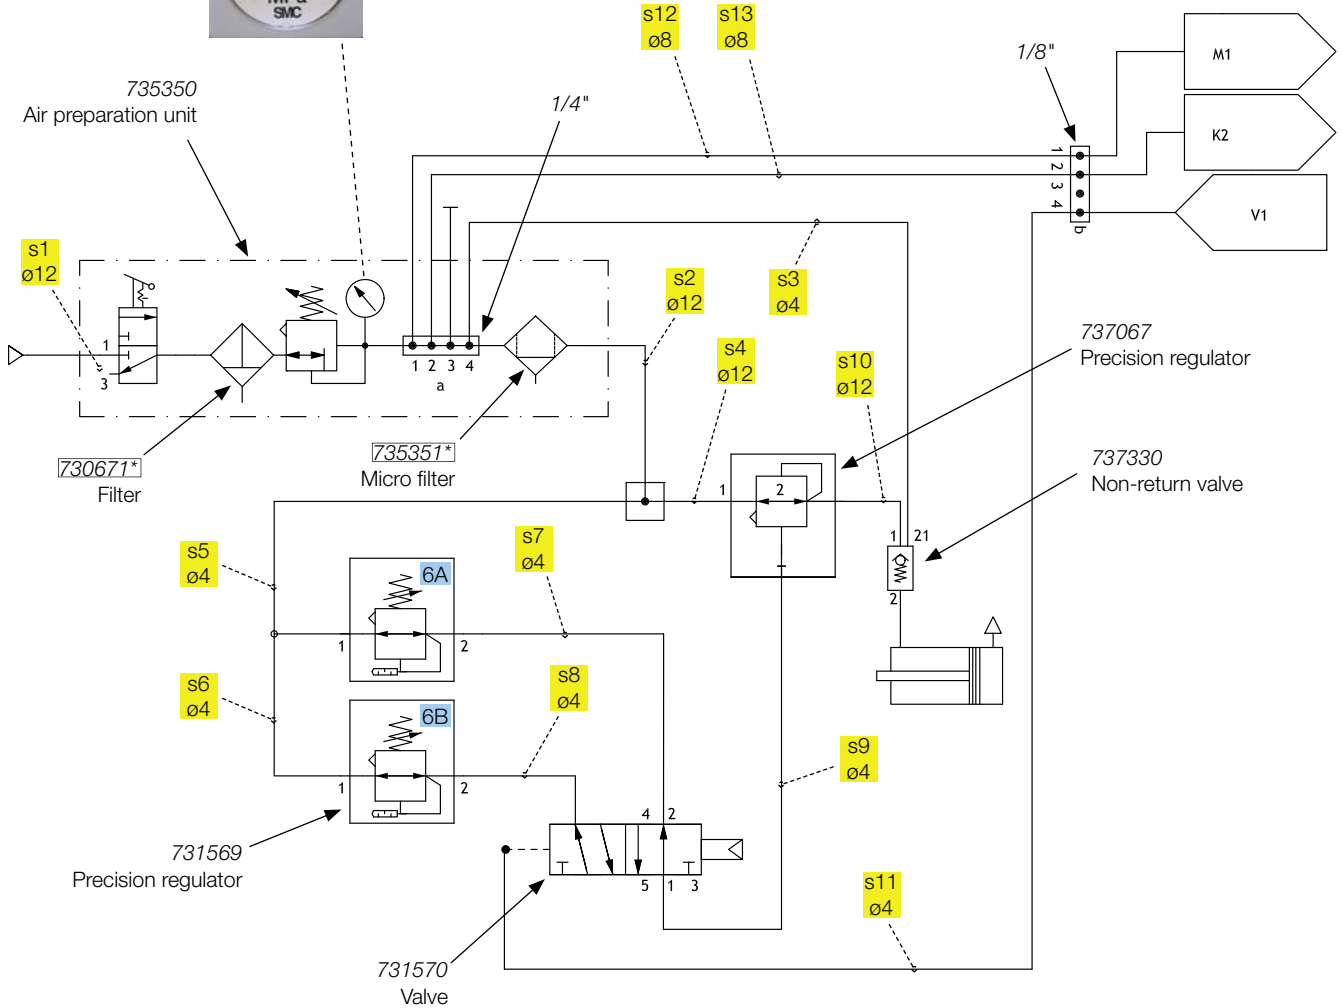 SMC
s12
ø8
s13
ø8
1/8"
M1
735350
Air preparation unit
1/4"
K2
1
2
3
4
b
V1
s1
ø12
s2
ø12
s3
ø4
1
3
1 2 3 4
a
737067
Precision regulator
s4
ø12
s10
ø12
730671*
Filter
735351*
Micro filter
737330
Non-return valve
1
2
1 21
2
s5
ø4
s7
ø4
6A
1
2
s6
ø4
s8
ø4
6B
1
2
s9
ø4
4 2
5 1 3
731569
Precision regulator
s11
ø4
731570
Valve